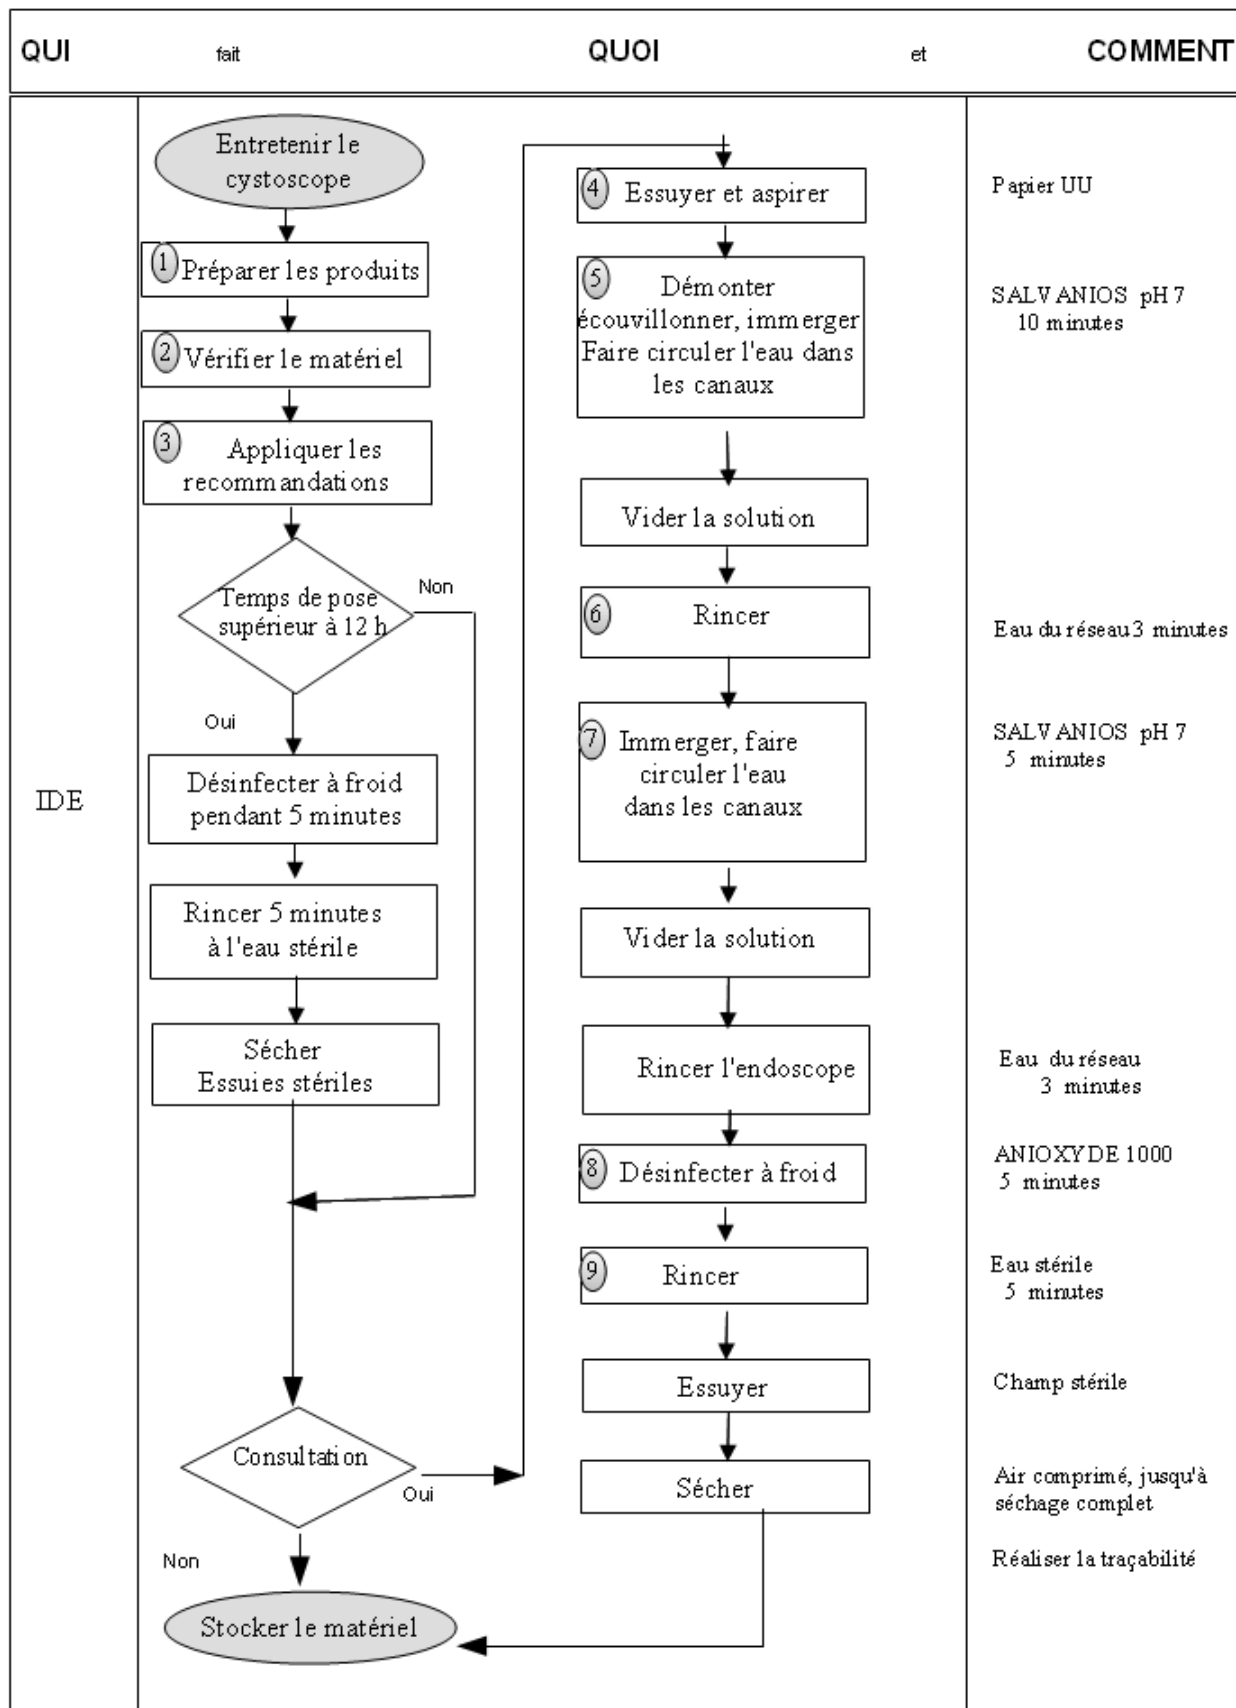 QUI fait QUOI et COMMENT
IDE
Entretenir le
cystoscope
1 Préparer les produits
2 Vérifier le matériel
3 Appliquer les
recommandations
Temps de pose
supérieur à 12 h
Non
Oui
Désinfecter à froid
pendant 5 minutes
Rincer 5 minutes
à l'eau stérile
Sécher
Essuies stériles
Consultation
Oui
Non
Stocker le matériel
4 Essuyer et aspirer
5 Démonter
écouvillonner, immerger
Faire circuler l'eau dans
les canaux
Vider la solution
6 Rincer
7 Immerger, faire
circuler l'eau
dans les canaux
Vider la solution
Rincer l'endoscope
8 Désinfecter à froid
9 Rincer
Essuyer
Sécher
Papier UU
SALVANIOS pH 7
10 minutes
Eau du réseau 3 minutes
SALVANIOS pH 7
5 minutes
Eau du réseau
3 minutes
ANIOXYDE 1000
5 minutes
Eau stérile
5 minutes
Champ stérile
Air comprimé, jusqu'à
séchage complet
Réaliser la traçabilité